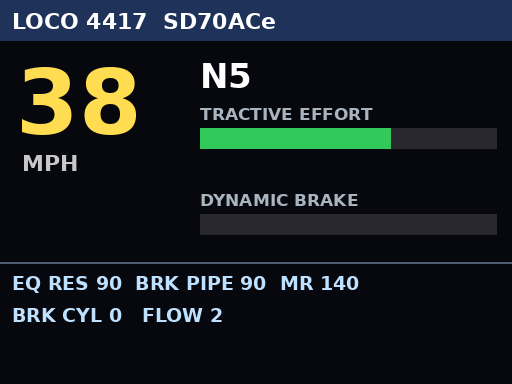 LOCO 4417  SD70ACe
38
MPH
N5
TRACTIVE EFFORT
DYNAMIC BRAKE
EQ RES 90  BRK PIPE 90  MR 140
BRK CYL 0   FLOW 2